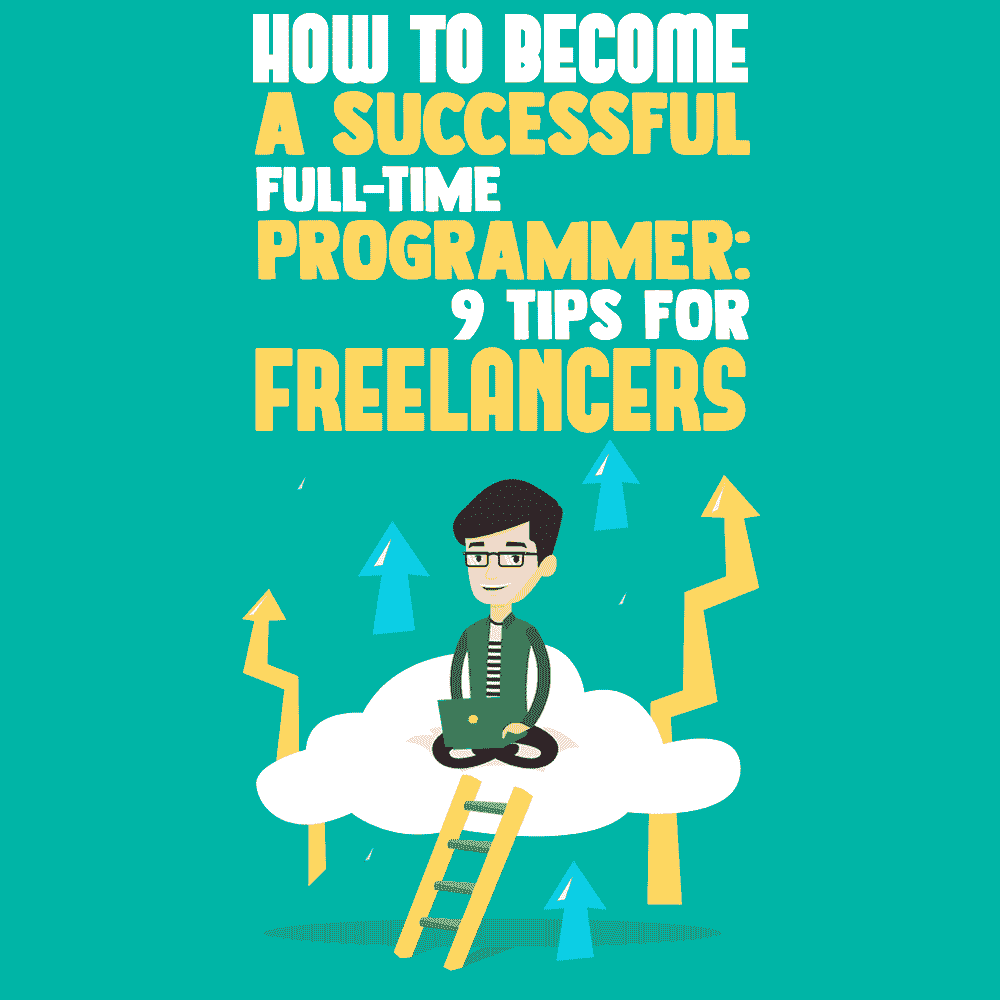 HOW TO BECOME
A SUCCESSFUL
FULL-TIME
PROGRAMMER:
9 TIPS FOR
FREELANCERS